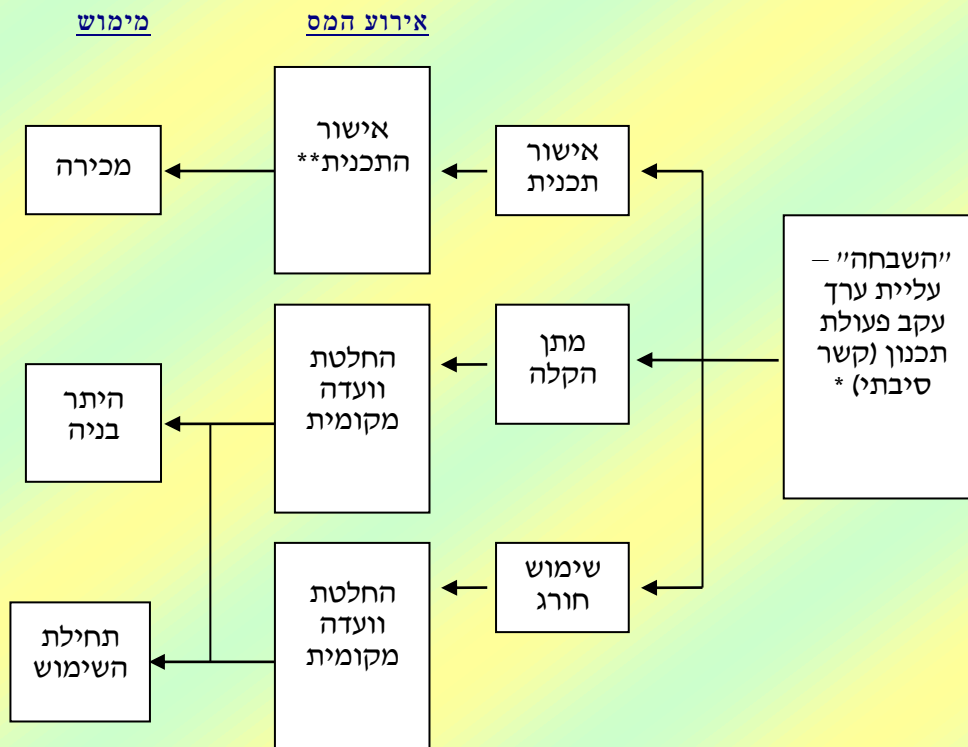 אירוע המס
מימוש
״השבחה״ –
עליית ערך
עקב פעולת
תכנון (קשר
סיבתי) *
אישור
תכנית
אישור
התכנית**
מכירה
מתן
הקלה
החלטת
וועדה
מקומית
היתר
בניה
שימוש
חורג
החלטת
וועדה
מקומית
תחילת
השימוש